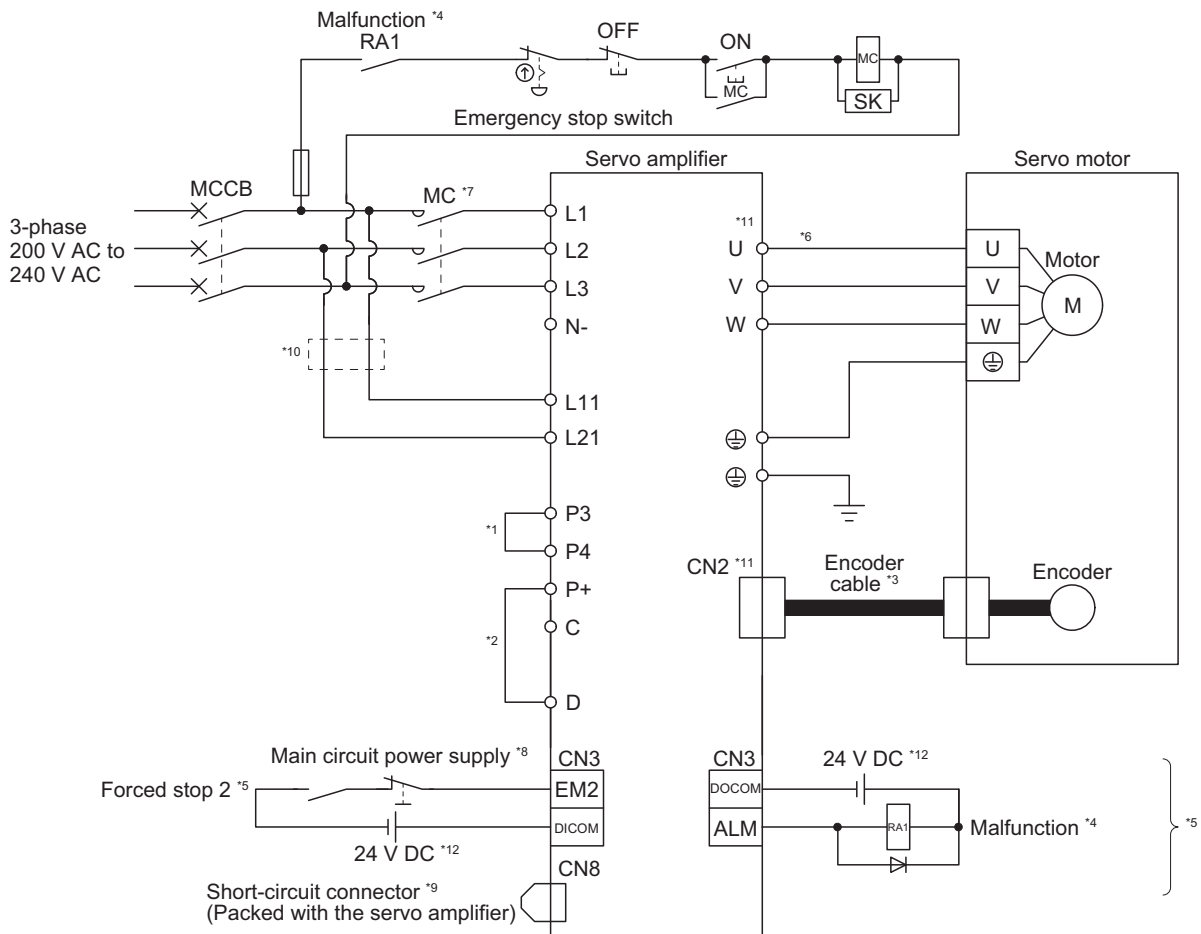 Malfunction *4
RA1
OFF
ON
MC
MC
SK
Emergency stop switch
Servo amplifier
Servo motor
MCCB
MC *7
3-phase
200 V AC to
240 V AC
L1
L2
L3
N-
*10
L11
L21
*11
U
*6
V
W
U
V
W
Motor
M
*1
P3
P4
*2
P+
C
D
CN2 *11
Encoder
cable *3
Encoder
Main circuit power supply *8
Forced stop 2 *5
24 V DC *12
CN3
EM2
DICOM
CN8
Short-circuit connector *9
(Packed with the servo amplifier)
CN3
DOCOM
ALM
24 V DC *12
RA1
Malfunction *4
*5